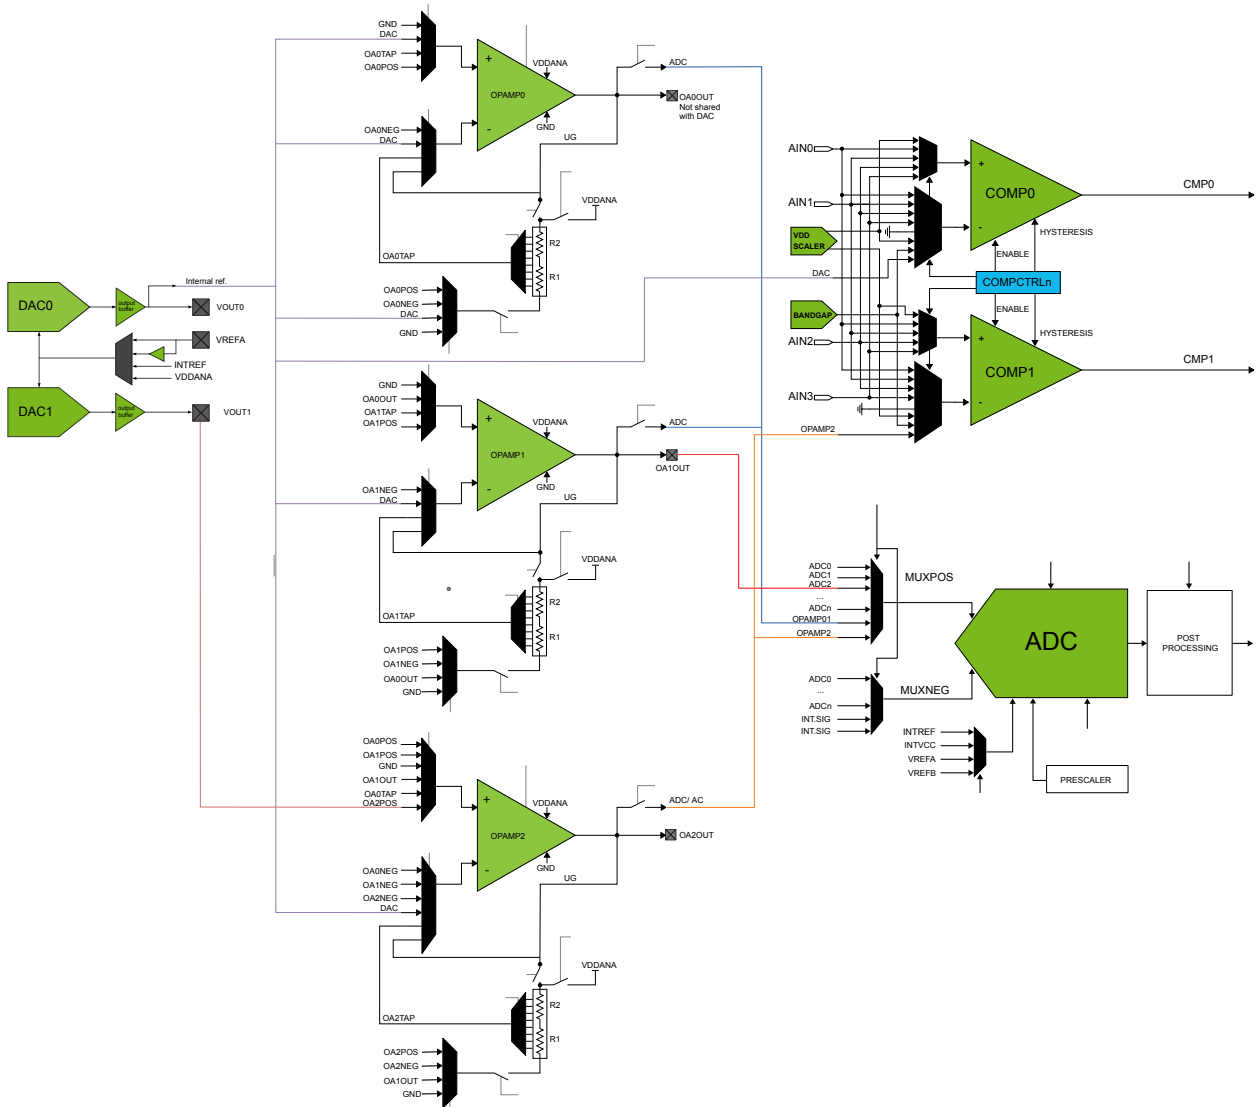 DAC0
output
buffer
Internal ref.
VOUT0
VREFA
INTREF
VDDANA
DAC1
output
buffer
VOUT1
GND
DAC
OA0TAP
OA0POS
OA0NEG
DAC
+
-
OPAMP0
VDDANA
GND
UG
ADC
OA0OUT
Not shared
with DAC
VDDANA
R2
R1
OA0TAP
OA0POS
OA0NEG
DAC
GND
GND
OA0OUT
OA1TAP
OA1POS
OA1NEG
DAC
+
-
OPAMP1
VDDANA
GND
UG
ADC
OA1OUT
VDDANA
R2
R1
OA1TAP
OA1POS
OA1NEG
OA0OUT
GND
OA0POS
OA1POS
GND
OA1OUT
OA0TAP
OA2POS
OA0NEG
OA1NEG
OA2NEG
DAC
+
-
OPAMP2
VDDANA
GND
UG
ADC/ AC
OA2OUT
VDDANA
R2
R1
OA2TAP
OA2POS
OA2NEG
OA1OUT
GND
AIN0
AIN1
VDD
SCALER
DAC
BANDGAP
AIN2
AIN3
OPAMP2
+
-
COMP0
CMP0
HYSTERESIS
ENABLE
COMPCTRLn
ENABLE
HYSTERESIS
+
-
COMP1
CMP1
ADC0
ADC1
ADC2
...
ADCn
OPAMP01
OPAMP2
MUXPOS
ADC0
...
ADCn
INT.SIG
INT.SIG
MUXNEG
ADC
POST
PROCESSING
INTREF
INTVCC
VREFA
VREFB
PRESCALER